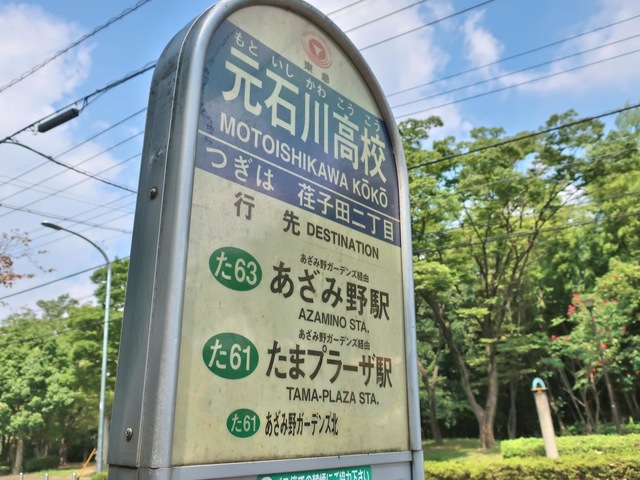 東急
もと いし かわ こう こう
元石川高校
MOTOISHIKAWA KŌKŌ
つぎは 荏子田二丁目
行先 DESTINATION
あざみ野ガーデンズ経由
た63 あざみ野駅
AZAMINO STA.
あざみ野ガーデンズ経由
た61 たまプラーザ駅
TAMA-PLAZA STA.
た61 あざみ野ガーデンズ北